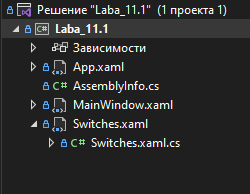 Решение "Laba_11.1" (1 проекта 1)
Laba_11.1
Зависимости
App.xaml
C# AssemblyInfo.cs
MainWindow.xaml
Switches.xaml
C# Switches.xaml.cs